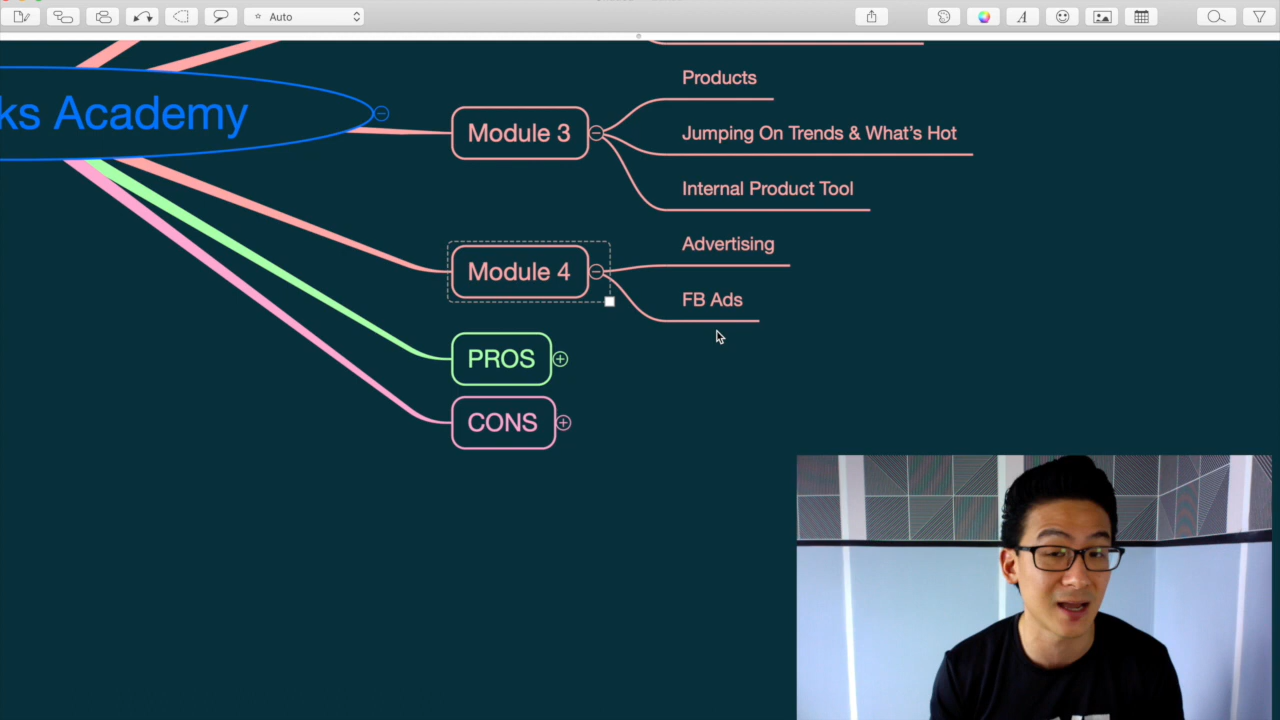 Auto
ks Academy
Products
Module 3
Jumping On Trends & What's Hot
Internal Product Tool
Advertising
Module 4
FB Ads
PROS
CONS